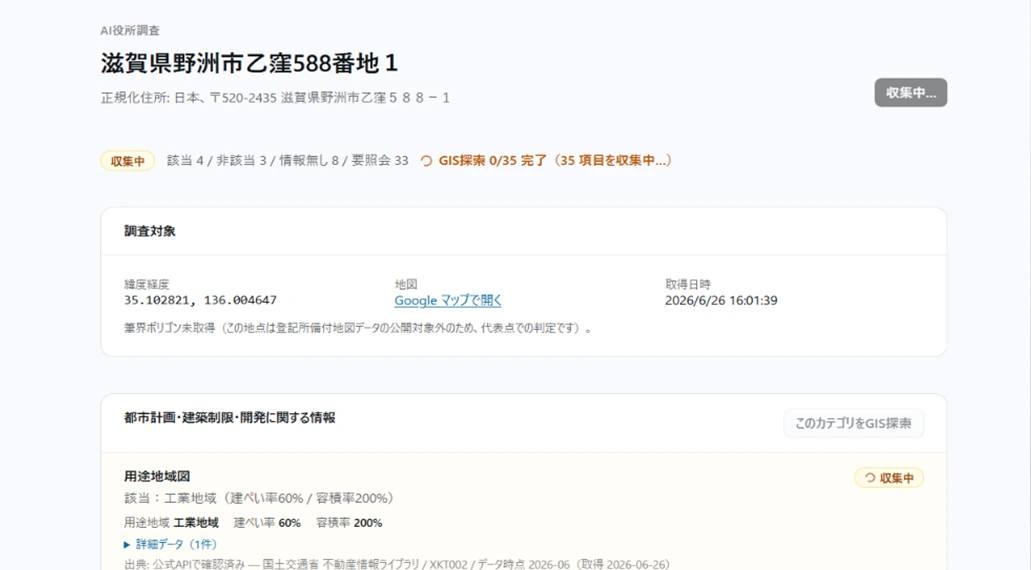 AI役所調査
滋賀県野洲市乙窪588番地１
正規化住所: 日本、〒520-2435 滋賀県野洲市乙窪５８８－１
収集中...
収集中 該当 4 / 非該当 3 / 情報無し 8 / 要照会 33 GIS探索 0/35 完了（35 項目を収集中...）
調査対象
緯度経度 地図 取得日時
35.102821, 136.004647 Google マップで開く 2026/6/26 16:01:39
筆界ポリゴン未取得（この地点は登記所備付地図データの公開対象外のため、代表点での判定です）。
都市計画・建築制限・開発に関する情報
このカテゴリをGIS探索
用途地域図
収集中
該当：工業地域（建ぺい率60% / 容積率200%）
用途地域 工業地域 建ぺい率 60% 容積率 200%
▶ 詳細データ（1件）
出典: 公式APIで確認済み — 国土交通省 不動産情報ライブラリ / XKT002 / データ時点 2026-06（取得 2026-06-26）